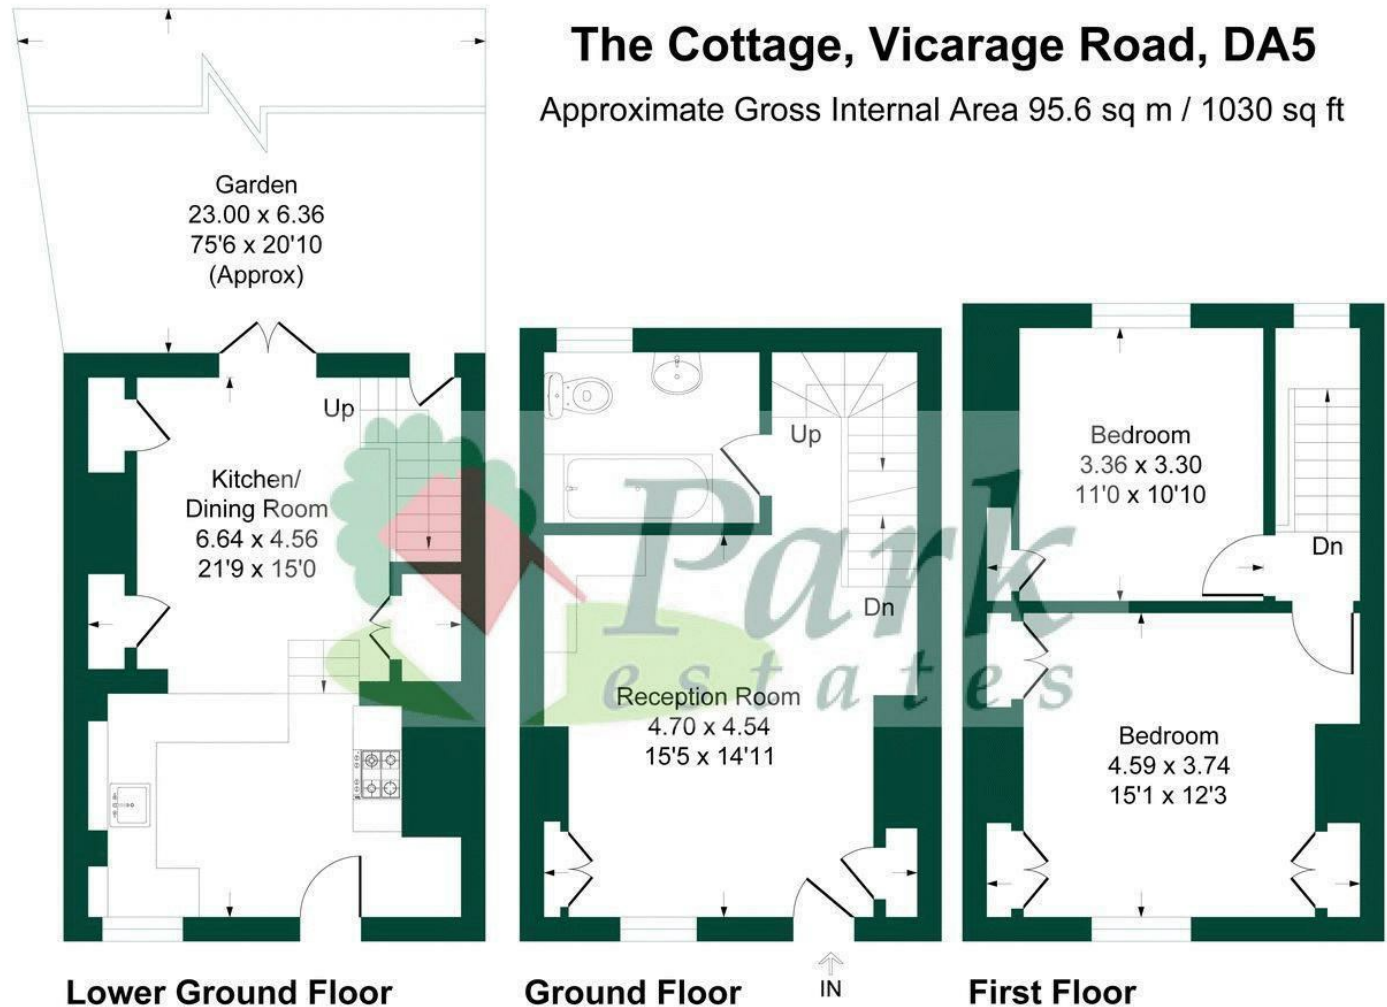 The Cottage, Vicarage Road, DA5
Approximate Gross Internal Area 95.6 sq m / 1030 sq ft
Garden
23.00 x 6.36
75'6 x 20'10
(Approx)
Up
Kitchen/
Dining Room
6.64 x 4.56
21'9 x 15'0
Lower Ground Floor
Up
Dn
Reception Room
4.70 x 4.54
15'5 x 14'11
IN
Ground Floor
Bedroom
3.36 x 3.30
11'0 x 10'10
Dn
Bedroom
4.59 x 3.74
15'1 x 12'3
First Floor
Park
estates